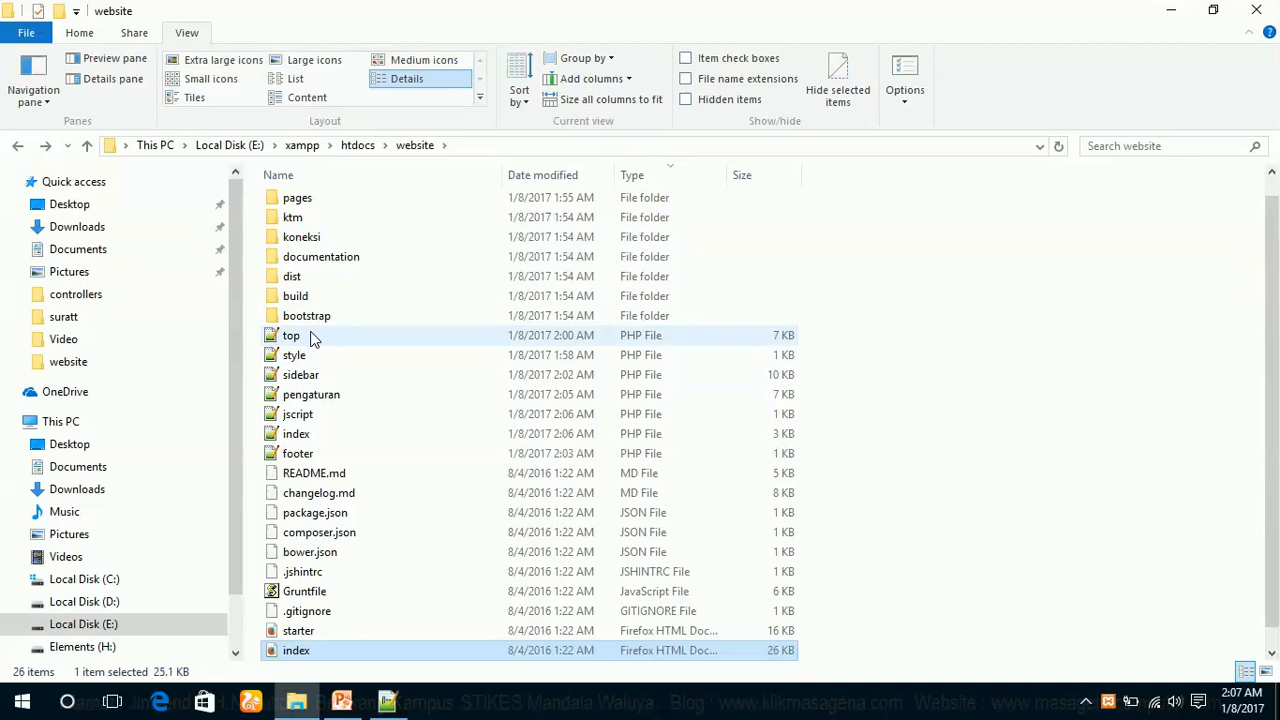 website
File Home Share View
Navigation pane
Preview pane
Details pane
Panes
Extra large icons Large icons Medium icons
Small icons List Details
Tiles Content
Layout
Sort by
Group by
Add columns
Size all columns to fit
Current view
Item check boxes
File name extensions
Hidden items
Hide selected items
Show/hide
Options
This PC Local Disk (E:) xampp htdocs website
Search website
Quick access
Desktop
Downloads
Documents
Pictures
controllers
suratt
Video
website
OneDrive
This PC
Desktop
Documents
Downloads
Music
Pictures
Videos
Local Disk (C:)
Local Disk (D:)
Local Disk (E:)
Elements (H:)
Name Date modified Type Size
pages 1/8/2017 1:55 AM File folder
ktm 1/8/2017 1:54 AM File folder
koneksi 1/8/2017 1:54 AM File folder
documentation 1/8/2017 1:54 AM File folder
dist 1/8/2017 1:54 AM File folder
build 1/8/2017 1:54 AM File folder
bootstrap 1/8/2017 1:54 AM File folder
top 1/8/2017 2:00 AM PHP File 7 KB
style 1/8/2017 1:58 AM PHP File 1 KB
sidebar 1/8/2017 2:02 AM PHP File 10 KB
pengaturan 1/8/2017 2:05 AM PHP File 7 KB
jscript 1/8/2017 2:06 AM PHP File 1 KB
index 1/8/2017 2:06 AM PHP File 3 KB
footer 1/8/2017 2:03 AM PHP File 1 KB
README.md 8/4/2016 1:22 AM MD File 5 KB
changelog.md 8/4/2016 1:22 AM MD File 8 KB
package.json 8/4/2016 1:22 AM JSON File 1 KB
composer.json 8/4/2016 1:22 AM JSON File 1 KB
bower.json 8/4/2016 1:22 AM JSON File 1 KB
.jshintrc 8/4/2016 1:22 AM JSHINTRC File 1 KB
Gruntfile 8/4/2016 1:22 AM JavaScript File 6 KB
.gitignore 8/4/2016 1:22 AM GITIGNORE File 1 KB
starter 8/4/2016 1:22 AM Firefox HTML Doc... 16 KB
index 8/4/2016 1:22 AM Firefox HTML Doc... 26 KB
26 items 1 item selected 25.1 KB
Kampus STIKES Mandala Waluya . Blog : www.klikmasagena.com Website :
2:07 AM
1/8/2017